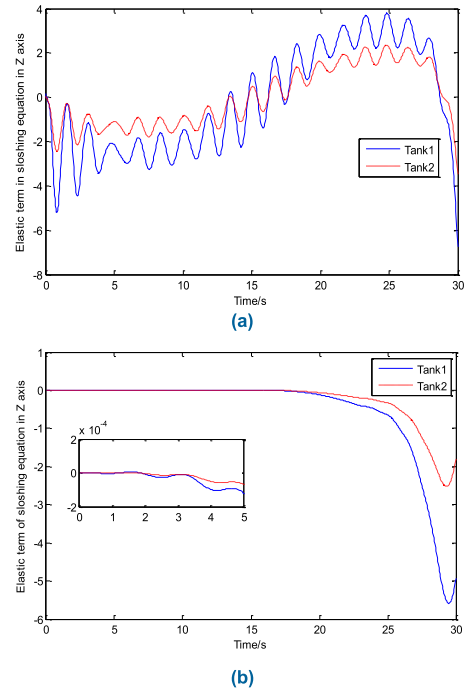 4
2
0
-2
-4
-6
-8
0 5 10 15 20 25 30
Time/s
Elastic term in sloshing equation in Z axis
Tank1
Tank2
(a)
1
0
-1
-2
-3
-4
-5
-6
0 5 10 15 20 25 30
Time/s
Elastic term of sloshing equation in Z axis
Tank1
Tank2
x 10-4
2
0
-2
0 1 2 3 4 5
(b)